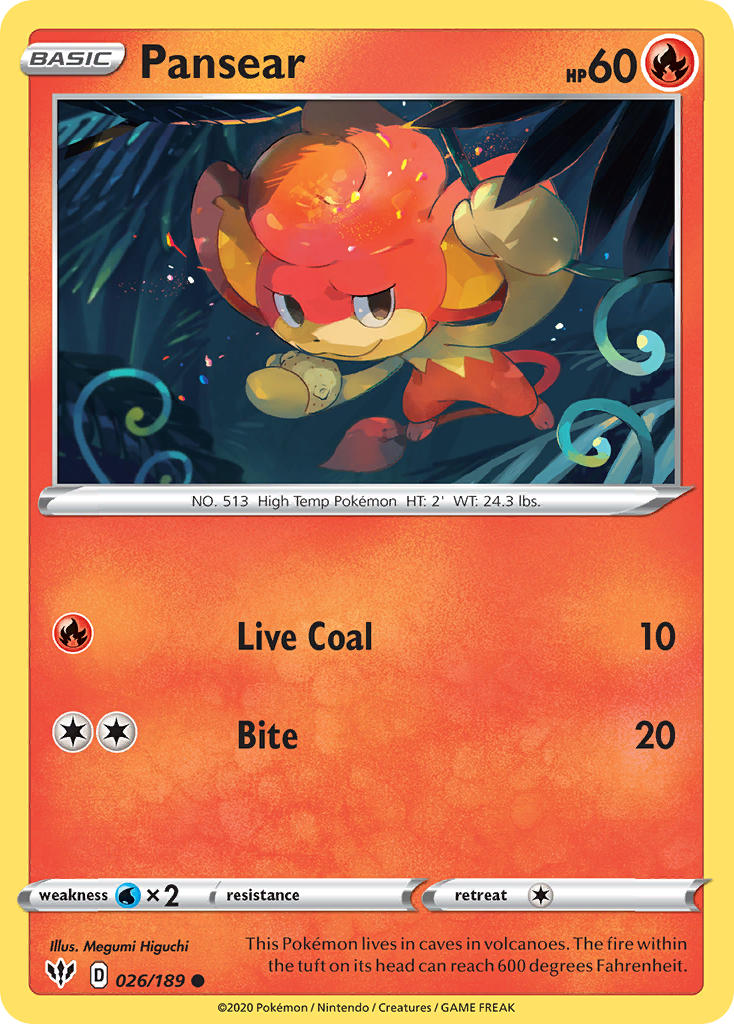 BASIC Pansear HP60
NO. 513 High Temp Pokémon HT: 2' WT: 24.3 lbs.
Live Coal 10
Bite 20
weakness ×2 resistance retreat
Illus. Megumi Higuchi
This Pokémon lives in caves in volcanoes. The fire within
the tuft on its head can reach 600 degrees Fahrenheit.
D 026/189
©2020 Pokémon / Nintendo / Creatures / GAME FREAK